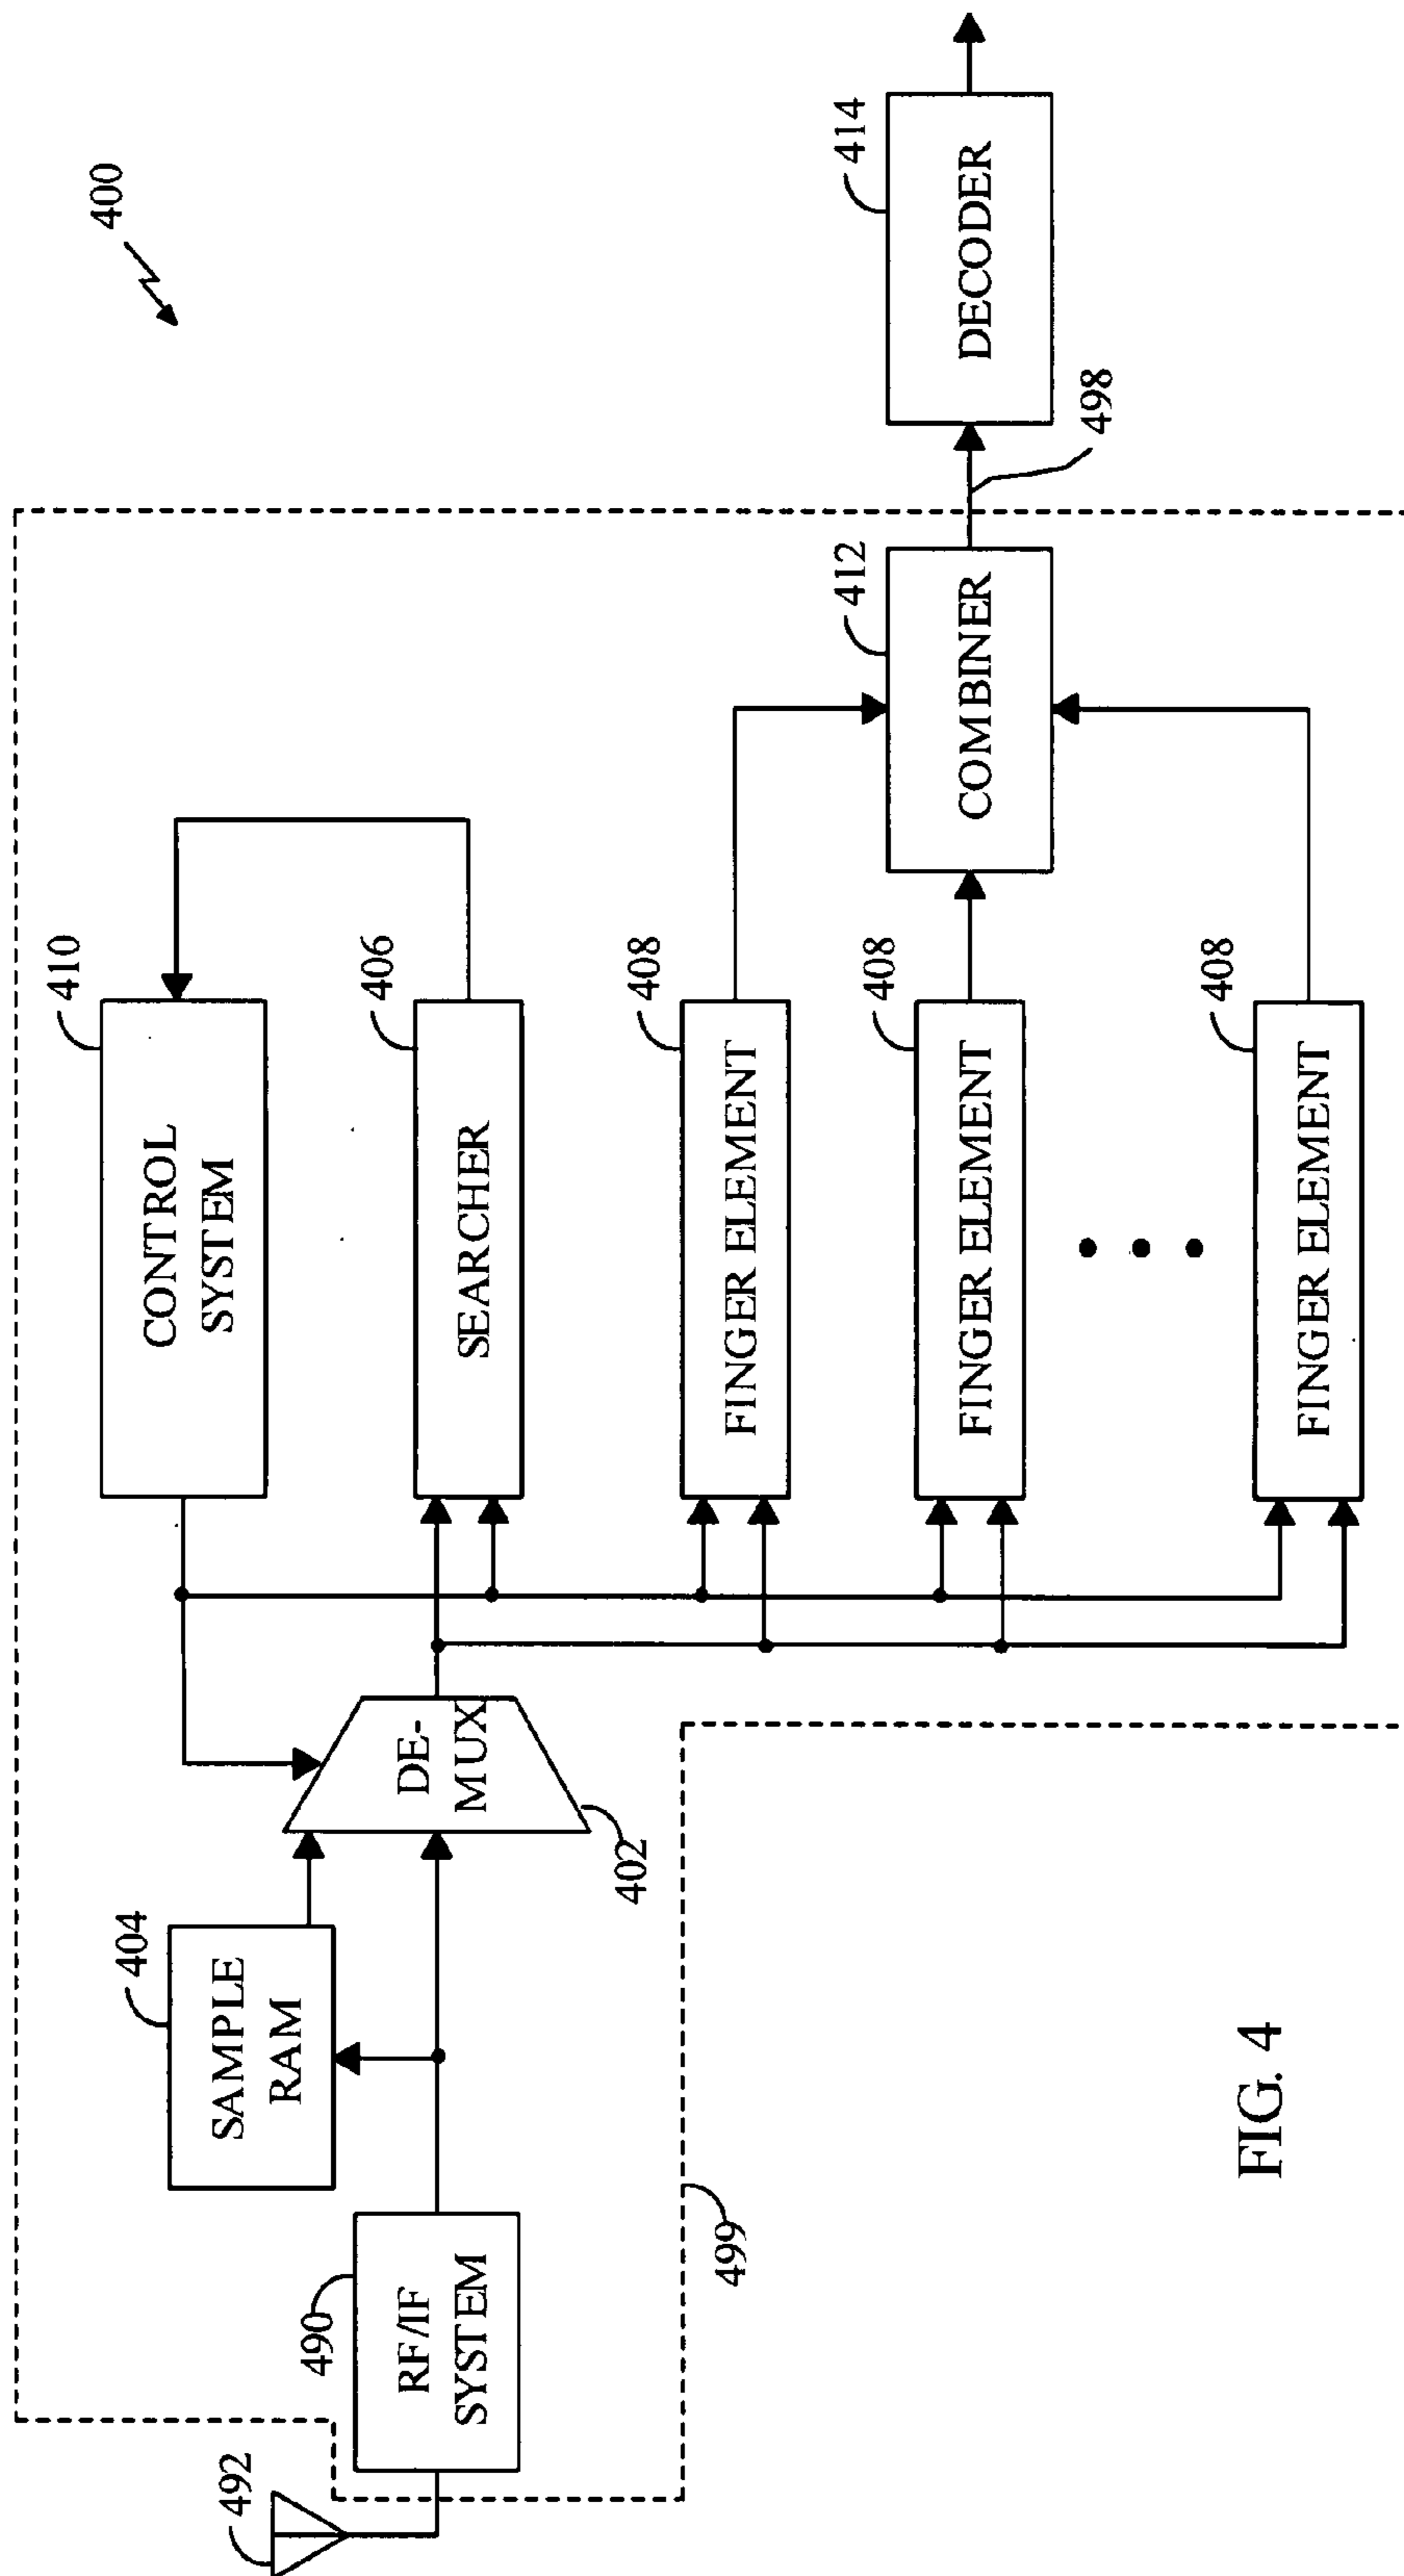 400
492
490
RF/IF
SYSTEM
404
SAMPLE
RAM
DE-
MUX
402
410
CONTROL
SYSTEM
406
SEARCHER
408
FINGER ELEMENT
408
FINGER ELEMENT
408
FINGER ELEMENT
412
COMBINER
498
414
DECODER
499
FIG. 4